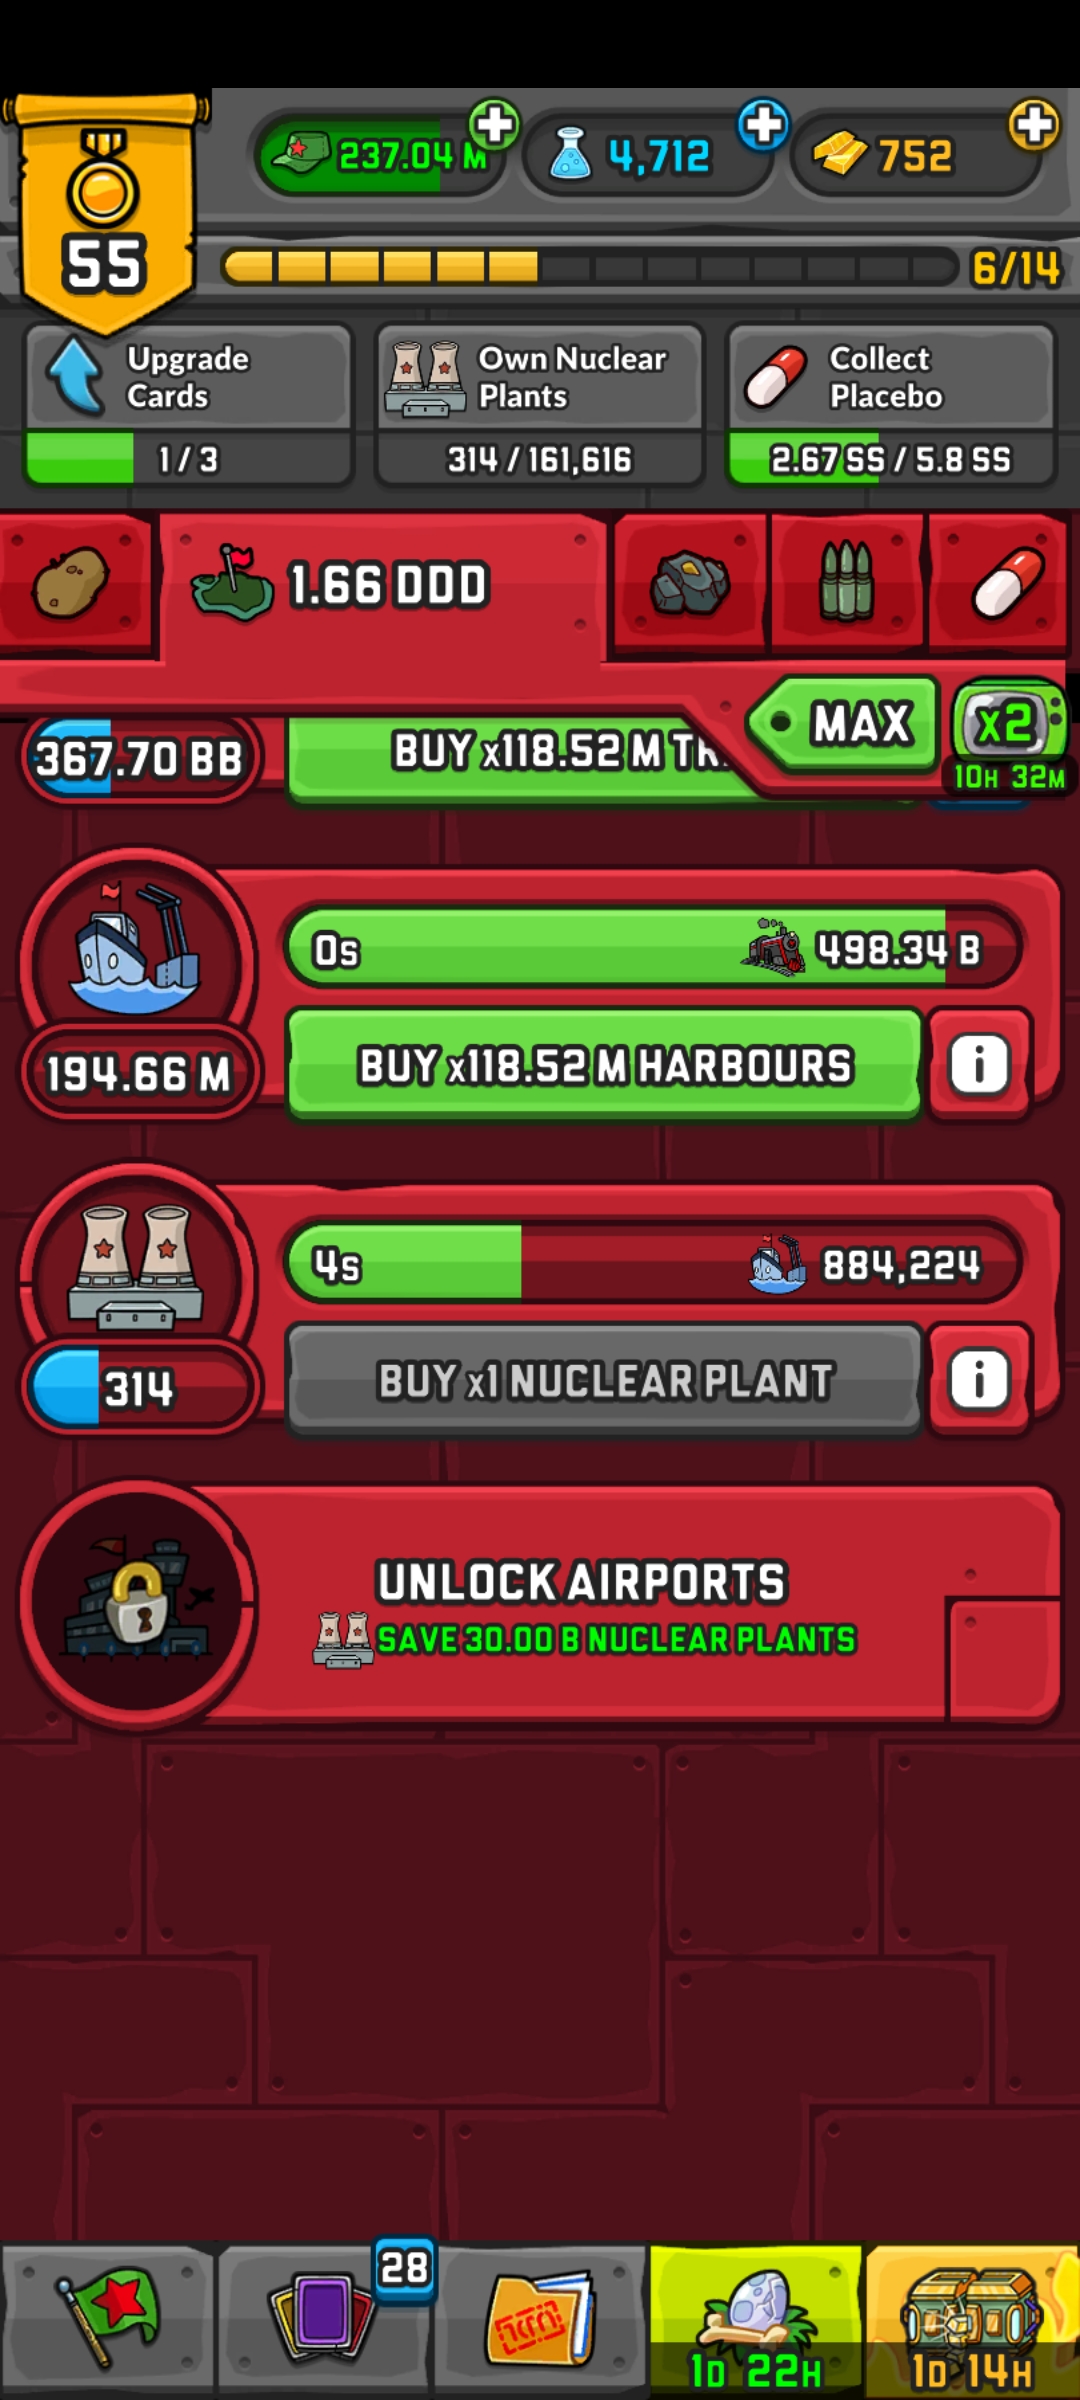 55
237.04 M
4,712
752
6/14
Upgrade
Cards
1 / 3
Own Nuclear
Plants
314 / 161,616
Collect
Placebo
2.67 SS / 5.8 SS
1.66 DDD
MAX
x2
10H 32M
367.70 BB
BUY x118.52 M
0s
498.34 B
194.66 M
BUY x118.52 M HARBOURS
i
4s
884,224
314
BUY x1 NUCLEAR PLANT
i
UNLOCK AIRPORTS
SAVE 30.00 B NUCLEAR PLANTS
28
1D 22H
1D 14H